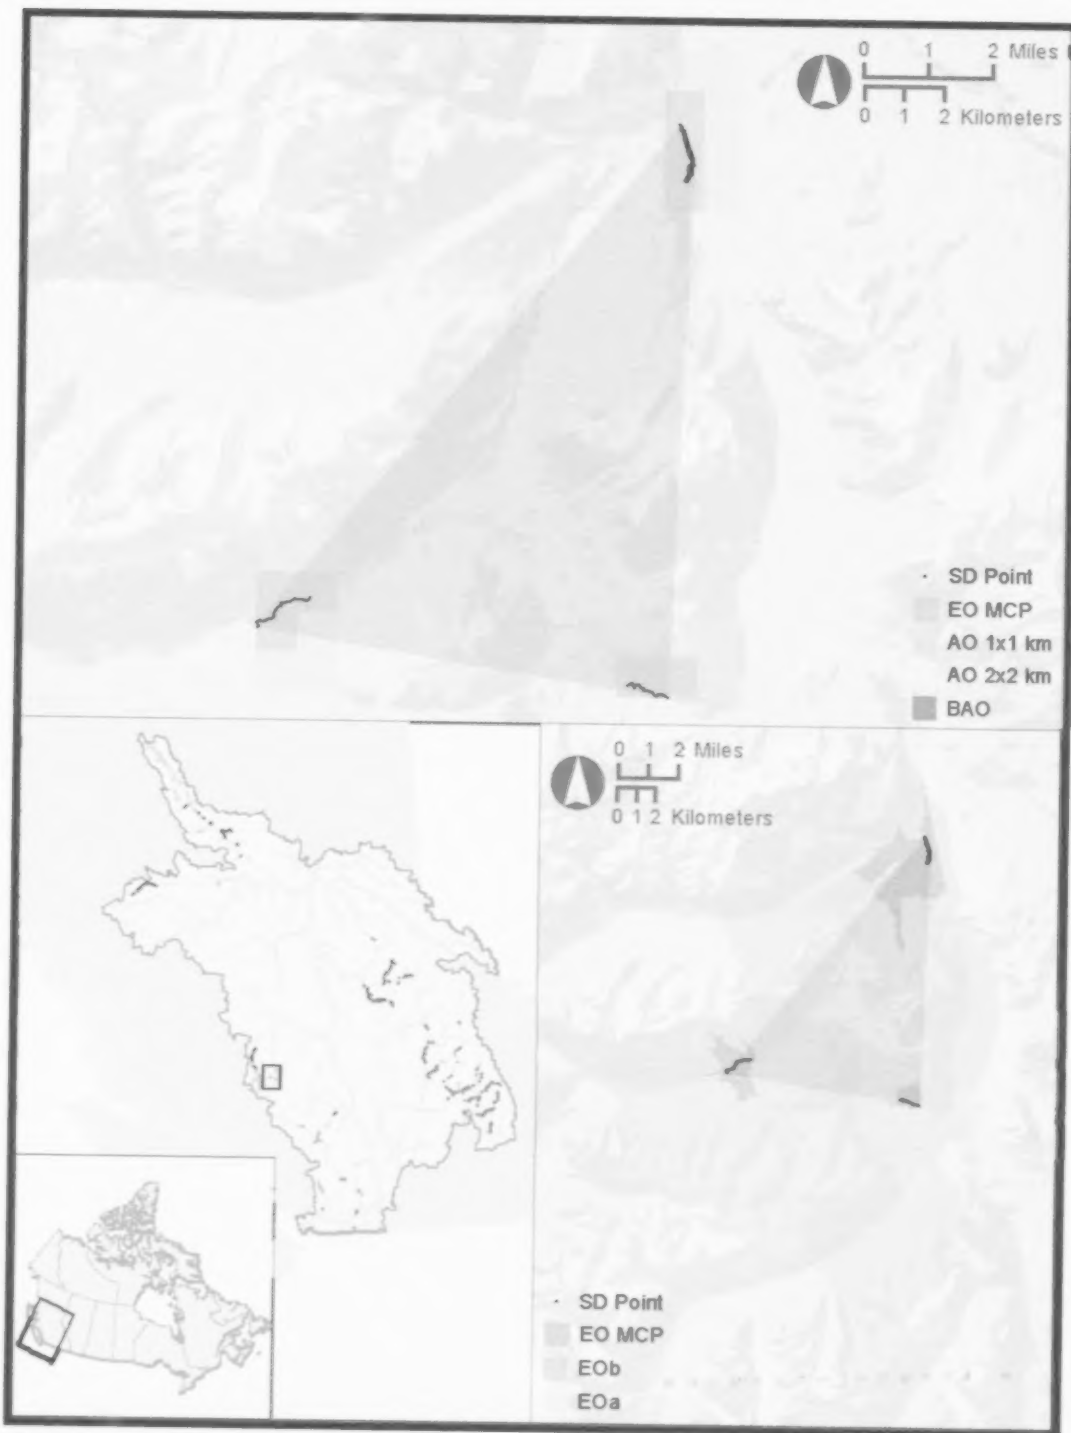 0 1 2 Miles
0 1 2 Kilometers
SD Point
EO MCP
AO 1x1 km
AO 2x2 km
BAO
0 1 2 Miles
0 1 2 Kilometers
SD Point
EO MCP
EOb
EOa